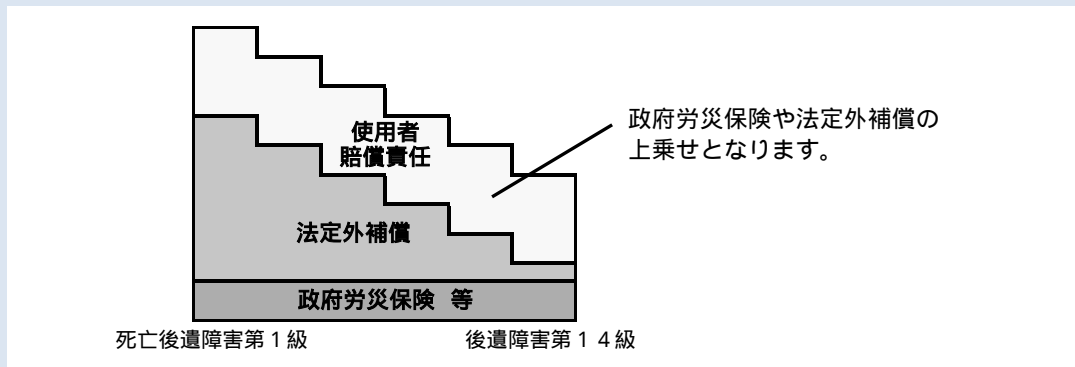 使用者
賠償責任
政府労災保険や法定外補償の
上乗せとなります。
法定外補償
政府労災保険 等
死亡後遺障害第１級
後遺障害第１４級